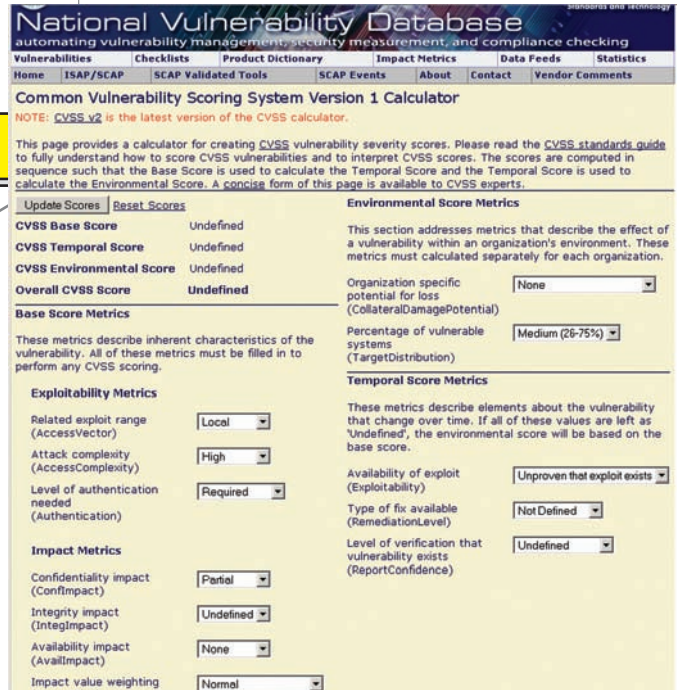 Standards and Technology
National Vulnerability Database
automating vulnerability management, security measurement, and compliance checking
Vulnerabilities Checklists Product Dictionary Impact Metrics Data Feeds Statistics
Home ISAP/SCAP SCAP Validated Tools SCAP Events About Contact Vendor Comments
Common Vulnerability Scoring System Version 1 Calculator
NOTE: CVSS v2 is the latest version of the CVSS calculator.
This page provides a calculator for creating CVSS vulnerability severity scores. Please read the CVSS standards guide
to fully understand how to score CVSS vulnerabilities and to interpret CVSS scores. The scores are computed in
sequence such that the Base Score is used to calculate the Temporal Score and the Temporal Score is used to
calculate the Environmental Score. A concise form of this page is available to CVSS experts.
Update Scores Reset Scores
CVSS Base Score Undefined
CVSS Temporal Score Undefined
CVSS Environmental Score Undefined
Overall CVSS Score Undefined
Base Score Metrics
These metrics describe inherent characteristics of the
vulnerability. All of these metrics must be filled in to
perform any CVSS scoring.
Exploitability Metrics
Related exploit range
(AccessVector)
Local
Attack complexity
(AccessComplexity)
High
Level of authentication
needed
(Authentication)
Required
Impact Metrics
Confidentiality impact
(ConfImpact)
Partial
Integrity impact
(IntegImpact)
Undefined
Availability impact
(AvailImpact)
None
Impact value weighting
Normal
Environmental Score Metrics
This section addresses metrics that describe the effect of
a vulnerability within an organization's environment. These
metrics must calculated separately for each organization.
Organization specific
potential for loss
(CollateralDamagePotential)
None
Percentage of vulnerable
systems
(TargetDistribution)
Medium (26-75%)
Temporal Score Metrics
These metrics describe elements about the vulnerability
that change over time. If all of these values are left as
'Undefined', the environmental score will be based on the
base score.
Availability of exploit
(Exploitability)
Unproven that exploit exists
Type of fix available
(RemediationLevel)
Not Defined
Level of verification that
vulnerability exists
(ReportConfidence)
Undefined